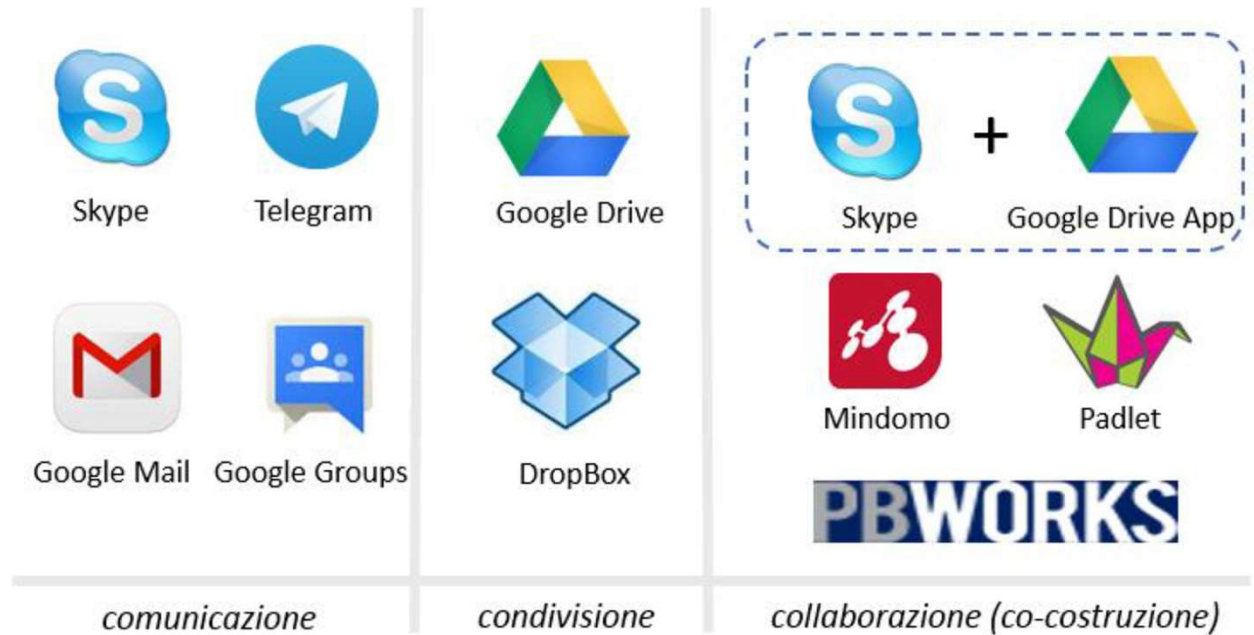 Skype
Telegram
Google Mail
Google Groups
comunicazione
Google Drive
DropBox
condivisione
+
Skype
Google Drive App
Mindomo
Padlet
PBWORKS
collaborazione (co-costruzione)